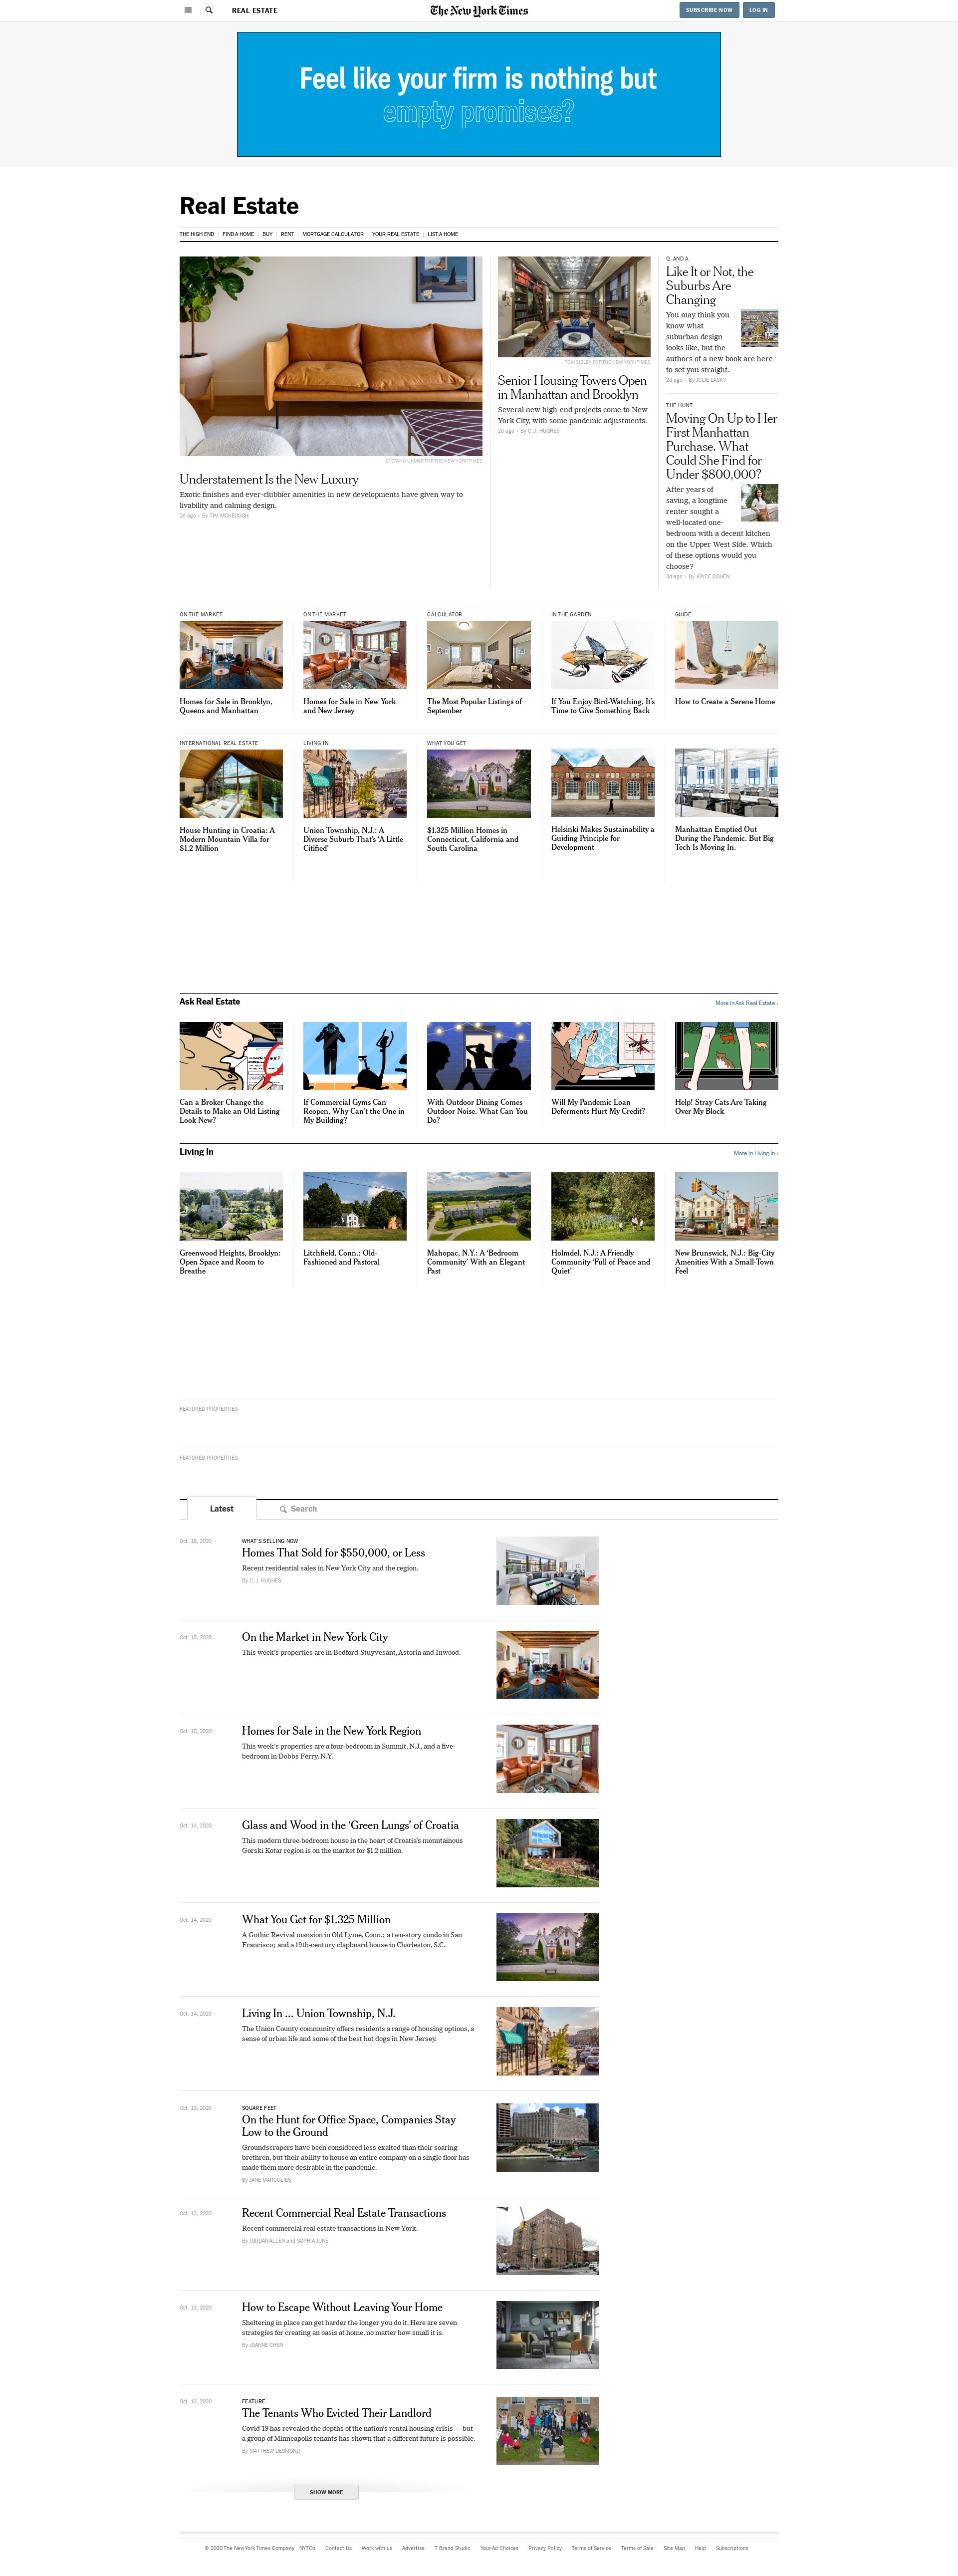 REAL ESTATE
The New York Times
SUBSCRIBE NOW
LOG IN
Feel like your firm is nothing but
empty promises?
Real Estate
THE HIGH END | FIND A HOME | BUY | RENT | MORTGAGE CALCULATOR | YOUR REAL ESTATE | LIST A HOME
STEFANO UKMAR FOR THE NEW YORK TIMES
Understatement Is the New Luxury
Exotic finishes and ever-clubbier amenities in new developments have given way to
livability and calming design.
2d ago · By TIM MCKEOUGH
TOM SIBLEY FOR THE NEW YORK TIMES
Senior Housing Towers Open
in Manhattan and Brooklyn
Several new high-end projects come to New
York City, with some pandemic adjustments.
2d ago · By C. J. HUGHES
Q. AND A.
Like It or Not, the
Suburbs Are
Changing
You may think you
know what
suburban design
looks like, but the
authors of a new book are here
to set you straight.
2d ago · By JULIE LASKY
THE HUNT
Moving On Up to Her
First Manhattan
Purchase. What
Could She Find for
Under $800,000?
After years of
saving, a longtime
renter sought a
well-located one-
bedroom with a decent kitchen
on the Upper West Side. Which
of these options would you
choose?
3d ago · By JOYCE COHEN
ON THE MARKET
Homes for Sale in Brooklyn,
Queens and Manhattan
ON THE MARKET
Homes for Sale in New York
and New Jersey
CALCULATOR
The Most Popular Listings of
September
IN THE GARDEN
If You Enjoy Bird-Watching, It's
Time to Give Something Back
GUIDE
How to Create a Serene Home
INTERNATIONAL REAL ESTATE
House Hunting in Croatia: A
Modern Mountain Villa for
$1.2 Million
LIVING IN
Union Township, N.J.: A
Diverse Suburb That's 'A Little
Citified'
WHAT YOU GET
$1.325 Million Homes in
Connecticut, California and
South Carolina
Helsinki Makes Sustainability a
Guiding Principle for
Development
Manhattan Emptied Out
During the Pandemic. But Big
Tech Is Moving In.
Ask Real Estate
More in Ask Real Estate ›
Can a Broker Change the
Details to Make an Old Listing
Look New?
If Commercial Gyms Can
Reopen, Why Can't the One in
My Building?
With Outdoor Dining Comes
Outdoor Noise. What Can You
Do?
Will My Pandemic Loan
Deferments Hurt My Credit?
Help! Stray Cats Are Taking
Over My Block
Living In
More in Living In ›
Greenwood Heights, Brooklyn:
Open Space and Room to
Breathe
Litchfield, Conn.: Old-
Fashioned and Pastoral
Mahopac, N.Y.: A 'Bedroom
Community' With an Elegant
Past
Holmdel, N.J.: A Friendly
Community 'Full of Peace and
Quiet'
New Brunswick, N.J.: Big-City
Amenities With a Small-Town
Feel
FEATURED PROPERTIES
FEATURED PROPERTIES
Latest
Search
Oct. 19, 2020
WHAT'S SELLING NOW
Homes That Sold for $550,000, or Less
Recent residential sales in New York City and the region.
By C. J. HUGHES
Oct. 15, 2020
On the Market in New York City
This week's properties are in Bedford-Stuyvesant, Astoria and Inwood.
Oct. 15, 2020
Homes for Sale in the New York Region
This week's properties are a four-bedroom in Summit, N.J., and a five-
bedroom in Dobbs Ferry, N.Y.
Oct. 14, 2020
Glass and Wood in the 'Green Lungs' of Croatia
This modern three-bedroom house in the heart of Croatia's mountainous
Gorski Kotar region is on the market for $1.2 million.
Oct. 14, 2020
What You Get for $1.325 Million
A Gothic Revival mansion in Old Lyme, Conn.; a two-story condo in San
Francisco; and a 19th-century clapboard house in Charleston, S.C.
Oct. 14, 2020
Living In ... Union Township, N.J.
The Union County community offers residents a range of housing options, a
sense of urban life and some of the best hot dogs in New Jersey.
Oct. 13, 2020
SQUARE FEET
On the Hunt for Office Space, Companies Stay
Low to the Ground
Groundscrapers have been considered less exalted than their soaring
brethren, but their ability to house an entire company on a single floor has
made them more desirable in the pandemic.
By JANE MARGOLIES
Oct. 13, 2020
Recent Commercial Real Estate Transactions
Recent commercial real estate transactions in New York.
By JORDAN ALLEN and SOPHIA JUNE
Oct. 13, 2020
How to Escape Without Leaving Your Home
Sheltering in place can get harder the longer you do it. Here are seven
strategies for creating an oasis at home, no matter how small it is.
By JOANNE CHEN
Oct. 13, 2020
FEATURE
The Tenants Who Evicted Their Landlord
Covid-19 has revealed the depths of the nation's rental housing crisis — but
a group of Minneapolis tenants has shown that a different future is possible.
By MATTHEW DESMOND
SHOW MORE
© 2020 The New York Times Company NYTCo Contact Us Work with us Advertise T Brand Studio Your Ad Choices Privacy Policy Terms of Service Terms of Sale Site Map Help Subscriptions